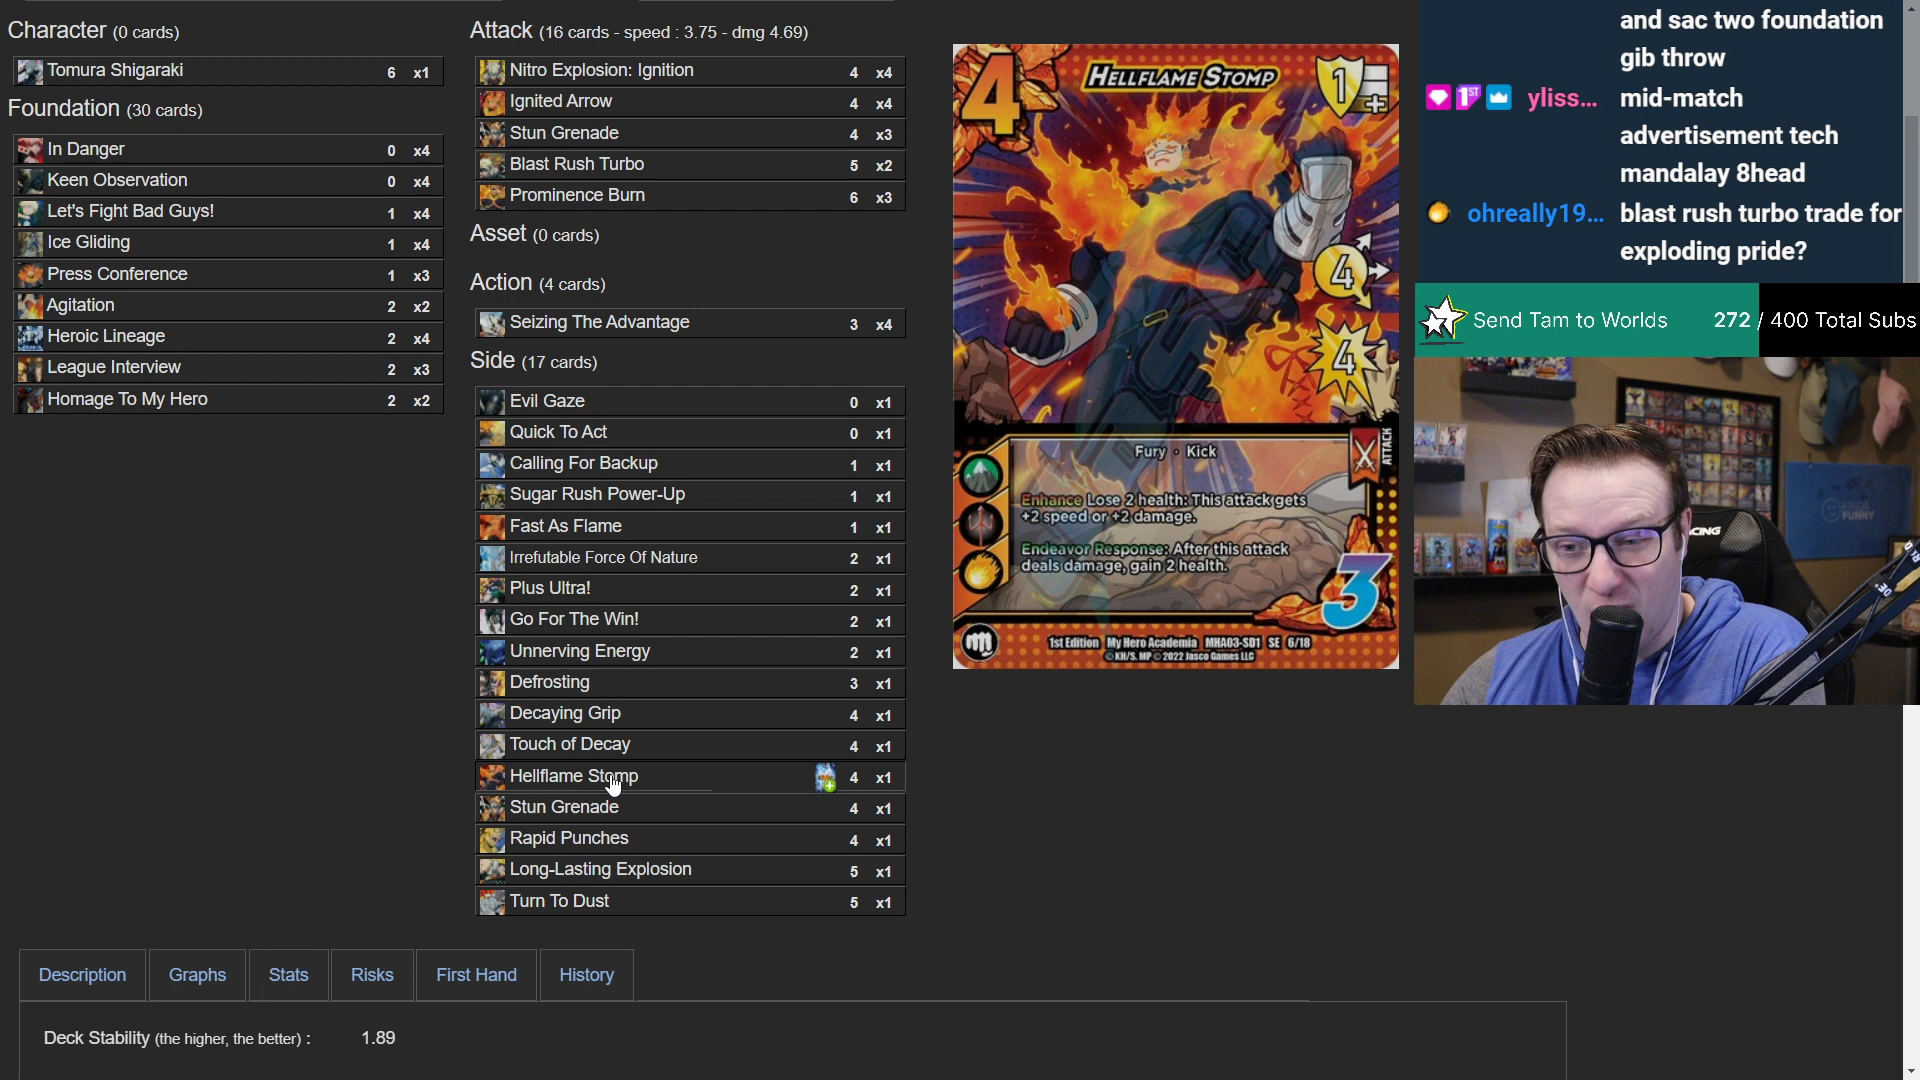 Character (0 cards)
Tomura Shigaraki 6 x1
Foundation (30 cards)
In Danger 0 x4
Keen Observation 0 x4
Let's Fight Bad Guys! 1 x4
Ice Gliding 1 x4
Press Conference 1 x3
Agitation 2 x2
Heroic Lineage 2 x4
League Interview 2 x3
Homage To My Hero 2 x2
Attack (16 cards - speed : 3.75 - dmg 4.69)
Nitro Explosion: Ignition 4 x4
Ignited Arrow 4 x4
Stun Grenade 4 x3
Blast Rush Turbo 5 x2
Prominence Burn 6 x3
Asset (0 cards)
Action (4 cards)
Seizing The Advantage 3 x4
Side (17 cards)
Evil Gaze 0 x1
Quick To Act 0 x1
Calling For Backup 1 x1
Sugar Rush Power-Up 1 x1
Fast As Flame 1 x1
Irrefutable Force Of Nature 2 x1
Plus Ultra! 2 x1
Go For The Win! 2 x1
Unnerving Energy 2 x1
Defrosting 3 x1
Decaying Grip 4 x1
Touch of Decay 4 x1
Hellflame Stomp 4 x1
Stun Grenade 4 x1
Rapid Punches 4 x1
Long-Lasting Explosion 5 x1
Turn To Dust 5 x1
4
HELLFLAME STOMP
1
+
4
4
ATTACK
Fury • Kick
Enhance Lose 2 health: This attack gets
+2 speed or +2 damage.
Endeavor Response: After this attack
deals damage, gain 2 health.
3
1st Edition My Hero Academia MHA03-SD1 SE 6/18
©KH/S. MP ©2022 Jasco Games LLC
and sac two foundation
gib throw
1ST yliss... mid-match
advertisement tech
mandalay 8head
ohreally19... blast rush turbo trade for
exploding pride?
Send Tam to Worlds 272 / 400 Total Subs
FUNNY
CING
Description Graphs Stats Risks First Hand History
Deck Stability (the higher, the better) : 1.89